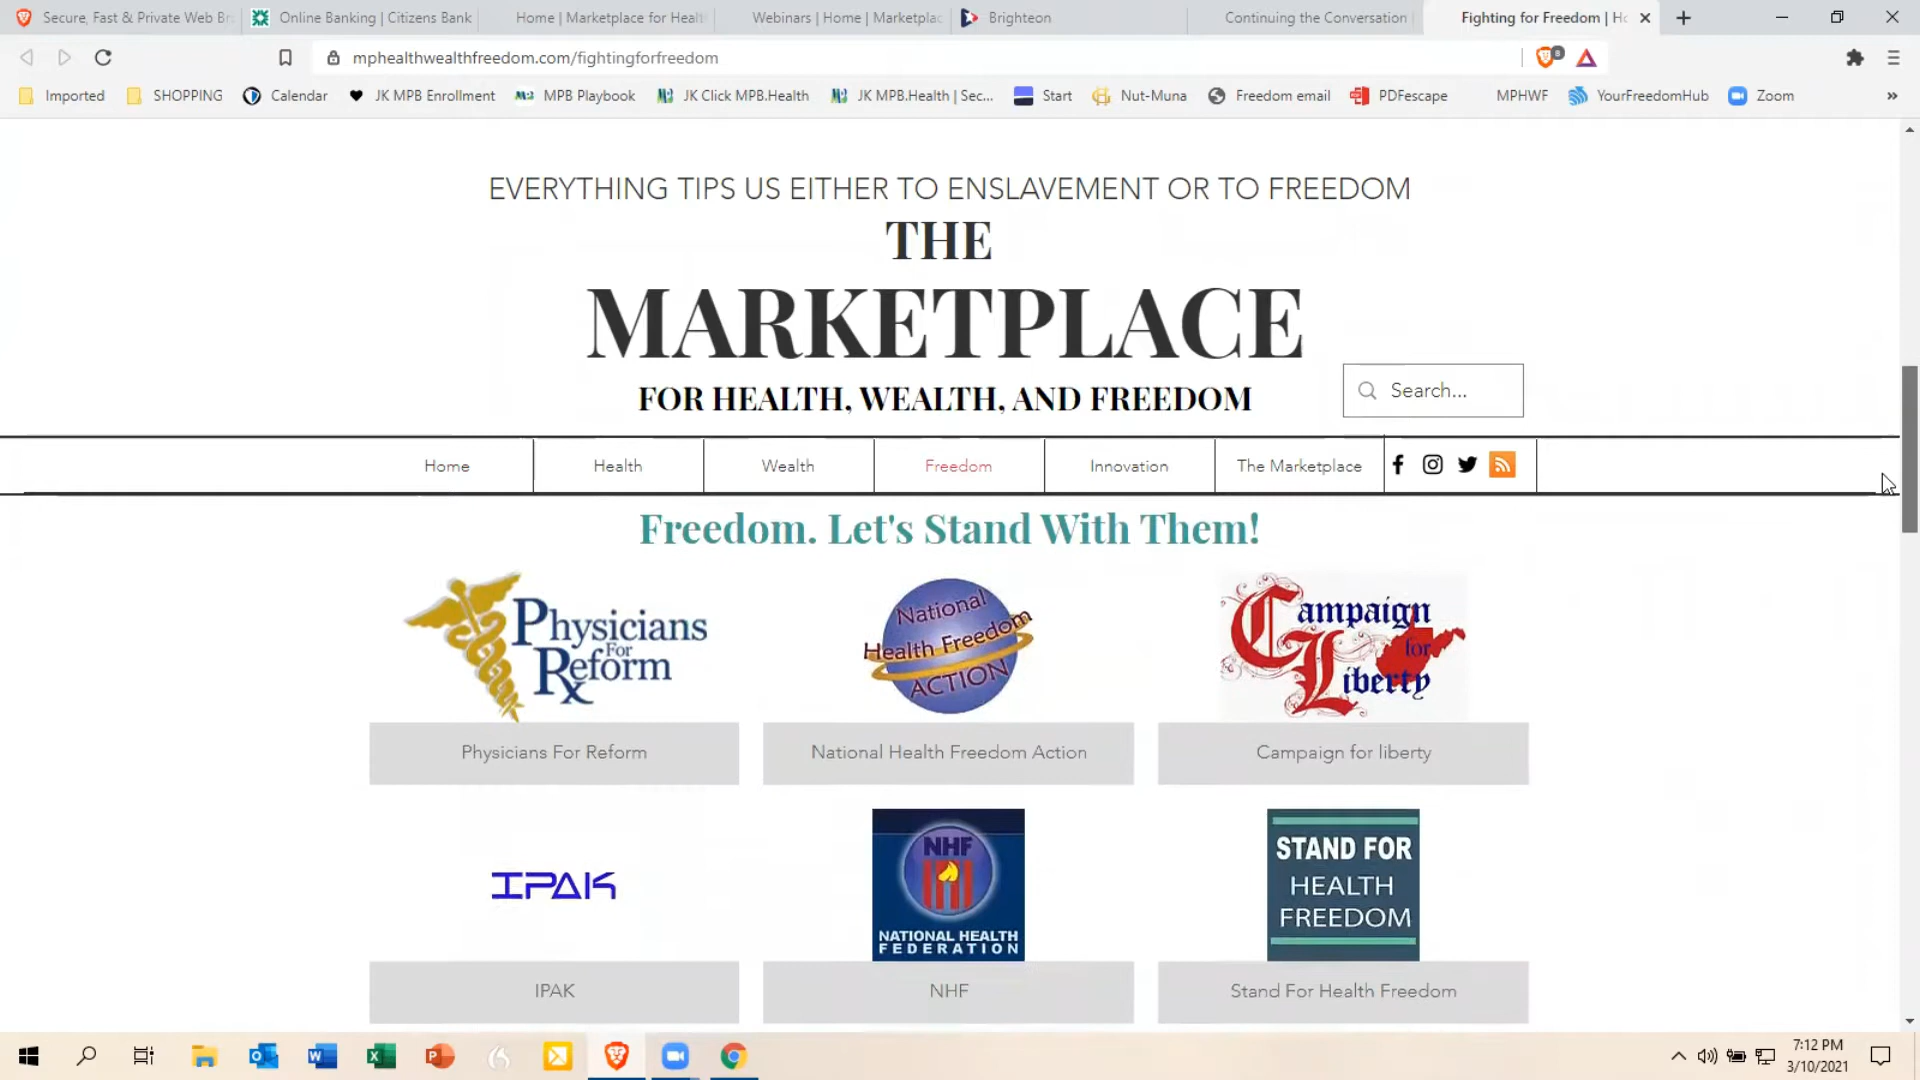 Secure, Fast & Private Web Br
Online Banking | Citizens Bank
Home | Marketplace for Healt
Webinars | Home | Marketplac
Brighteon
Continuing the Conversation |
Fighting for Freedom | Ho
mphealthwealthfreedom.com/fightingforfreedom
8
Imported
SHOPPING
Calendar
JK MPB Enrollment
MPB Playbook
JK Click MPB.Health
JK MPB.Health | Sec...
Start
Nut-Muna
Freedom email
PDFescape
MPHWF
YourFreedomHub
Zoom
»
EVERYTHING TIPS US EITHER TO ENSLAVEMENT OR TO FREEDOM
THE
MARKETPLACE
FOR HEALTH, WEALTH, AND FREEDOM
Search...
Home
Health
Wealth
Freedom
Innovation
The Marketplace
Freedom. Let's Stand With Them!
Physicians
For
Reform
National
Health Freedom
ACTION
Campaign
for
Liberty
Physicians For Reform
National Health Freedom Action
Campaign for liberty
IPAK
NHF
NATIONAL HEALTH
FEDERATION
STAND FOR
HEALTH
FREEDOM
IPAK
NHF
Stand For Health Freedom
7:12 PM
3/10/2021